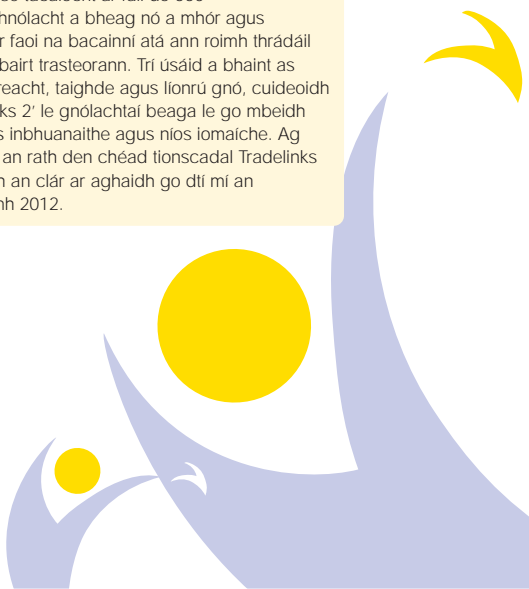 hnólacht a bheag nó a mhór agus
r faoi na bacainní atá ann roimh thrádáil
bairt trasteorann. Trí úsáid a bhaint as
reacht, taighde agus líonrú gnó, cuideoidh
ks 2' le gnólachtaí beaga le go mbeidh
s inbhuanaithe agus níos iomaíche. Ag
an rath den chéad tionscadal Tradelinks
n an clár ar aghaidh go dtí mí an
nh 2012.